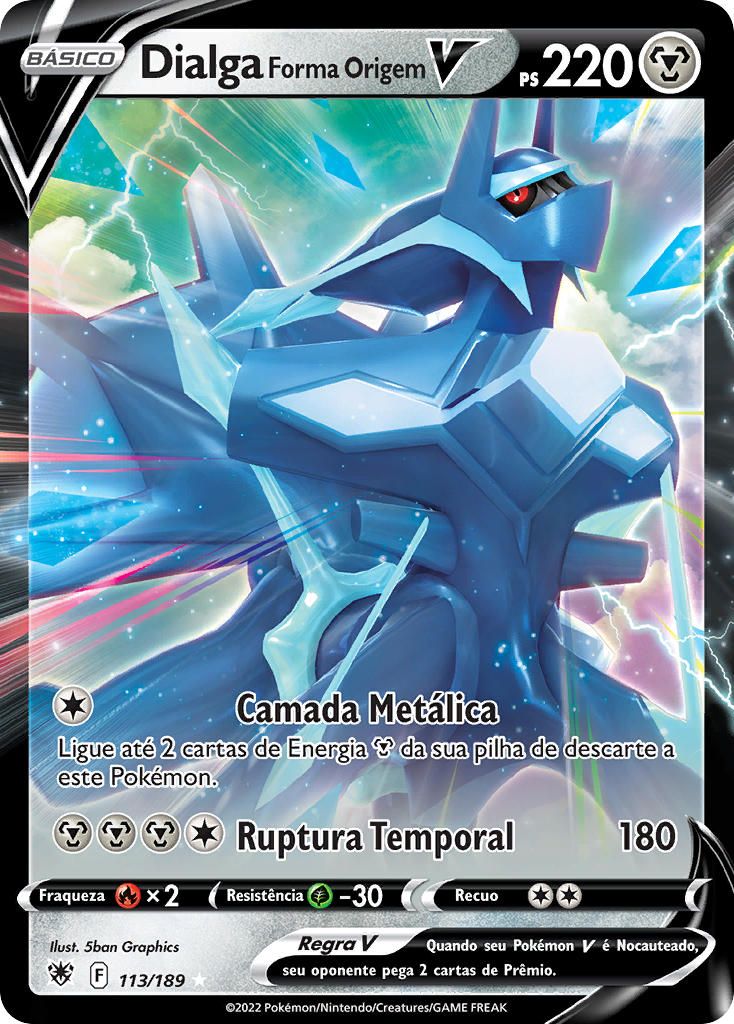 BÁSICO
Dialga Forma Origem V
PS 220
Camada Metálica
Ligue até 2 cartas de Energia da sua pilha de descarte a
este Pokémon.
Ruptura Temporal 180
Fraqueza ×2 Resistência -30 Recuo
Ilust. 5ban Graphics
F 113/189
Regra V Quando seu Pokémon V é Nocauteado,
seu oponente pega 2 cartas de Prêmio.
©2022 Pokémon/Nintendo/Creatures/GAME FREAK